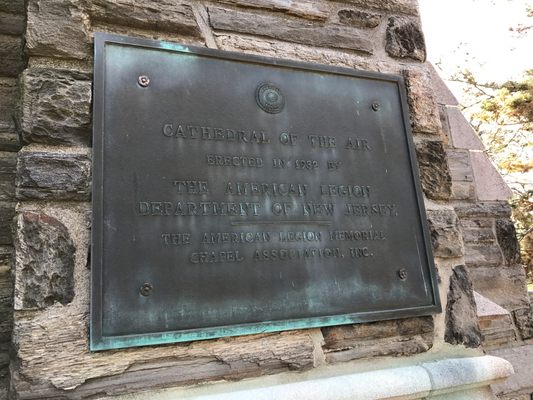 CATHEDRAL OF THE AIR
ERECTED IN 1932 BY
THE AMERICAN LEGION
DEPARTMENT OF NEW JERSEY.
THE AMERICAN LEGION MEMORIAL
CHAPEL ASSOCIATION, INC.